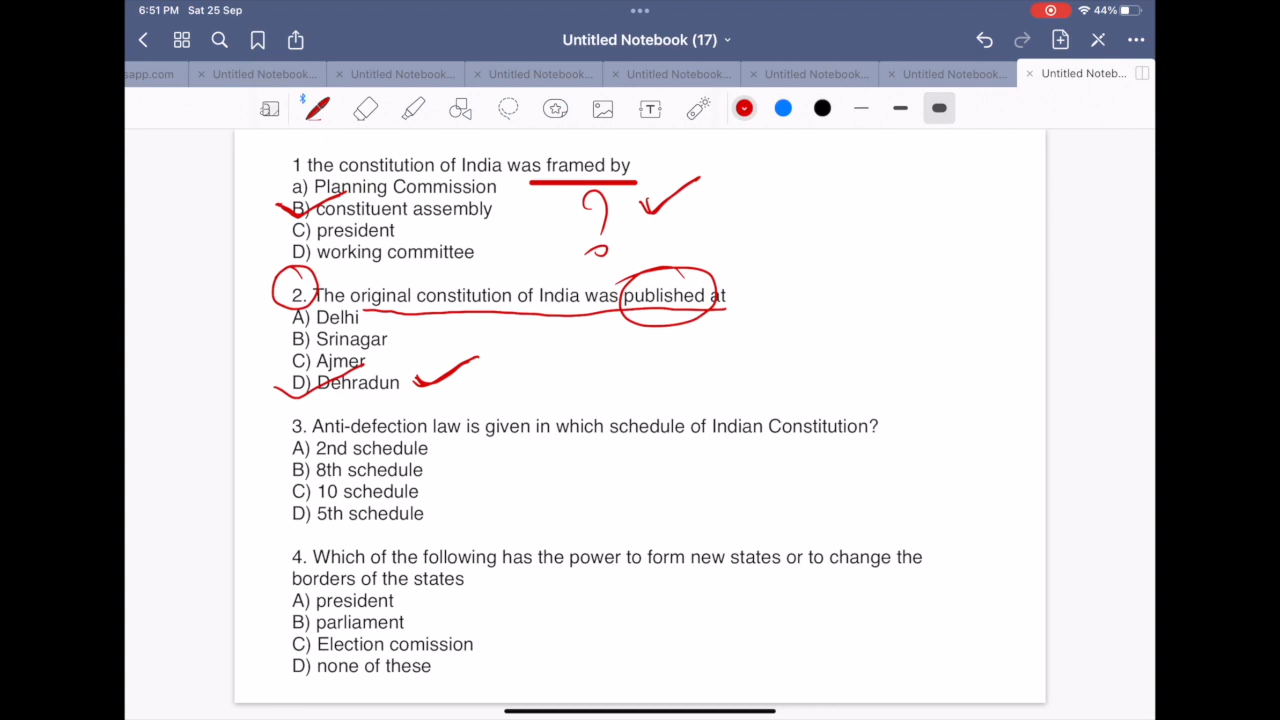 6:51 PM Sat 25 Sep
44%
Untitled Notebook (17)
sapp.com
Untitled Notebook...
Untitled Notebook...
Untitled Notebook...
Untitled Notebook...
Untitled Notebook...
Untitled Notebook...
Untitled Noteb...
T
1 the constitution of India was framed by
a) Planning Commission
B) constituent assembly
C) president
D) working committee
?
2. The original constitution of India was published at
A) Delhi
B) Srinagar
C) Ajmer
D) Dehradun
3. Anti-defection law is given in which schedule of Indian Constitution?
A) 2nd schedule
B) 8th schedule
C) 10 schedule
D) 5th schedule
4. Which of the following has the power to form new states or to change the
borders of the states
A) president
B) parliament
C) Election comission
D) none of these